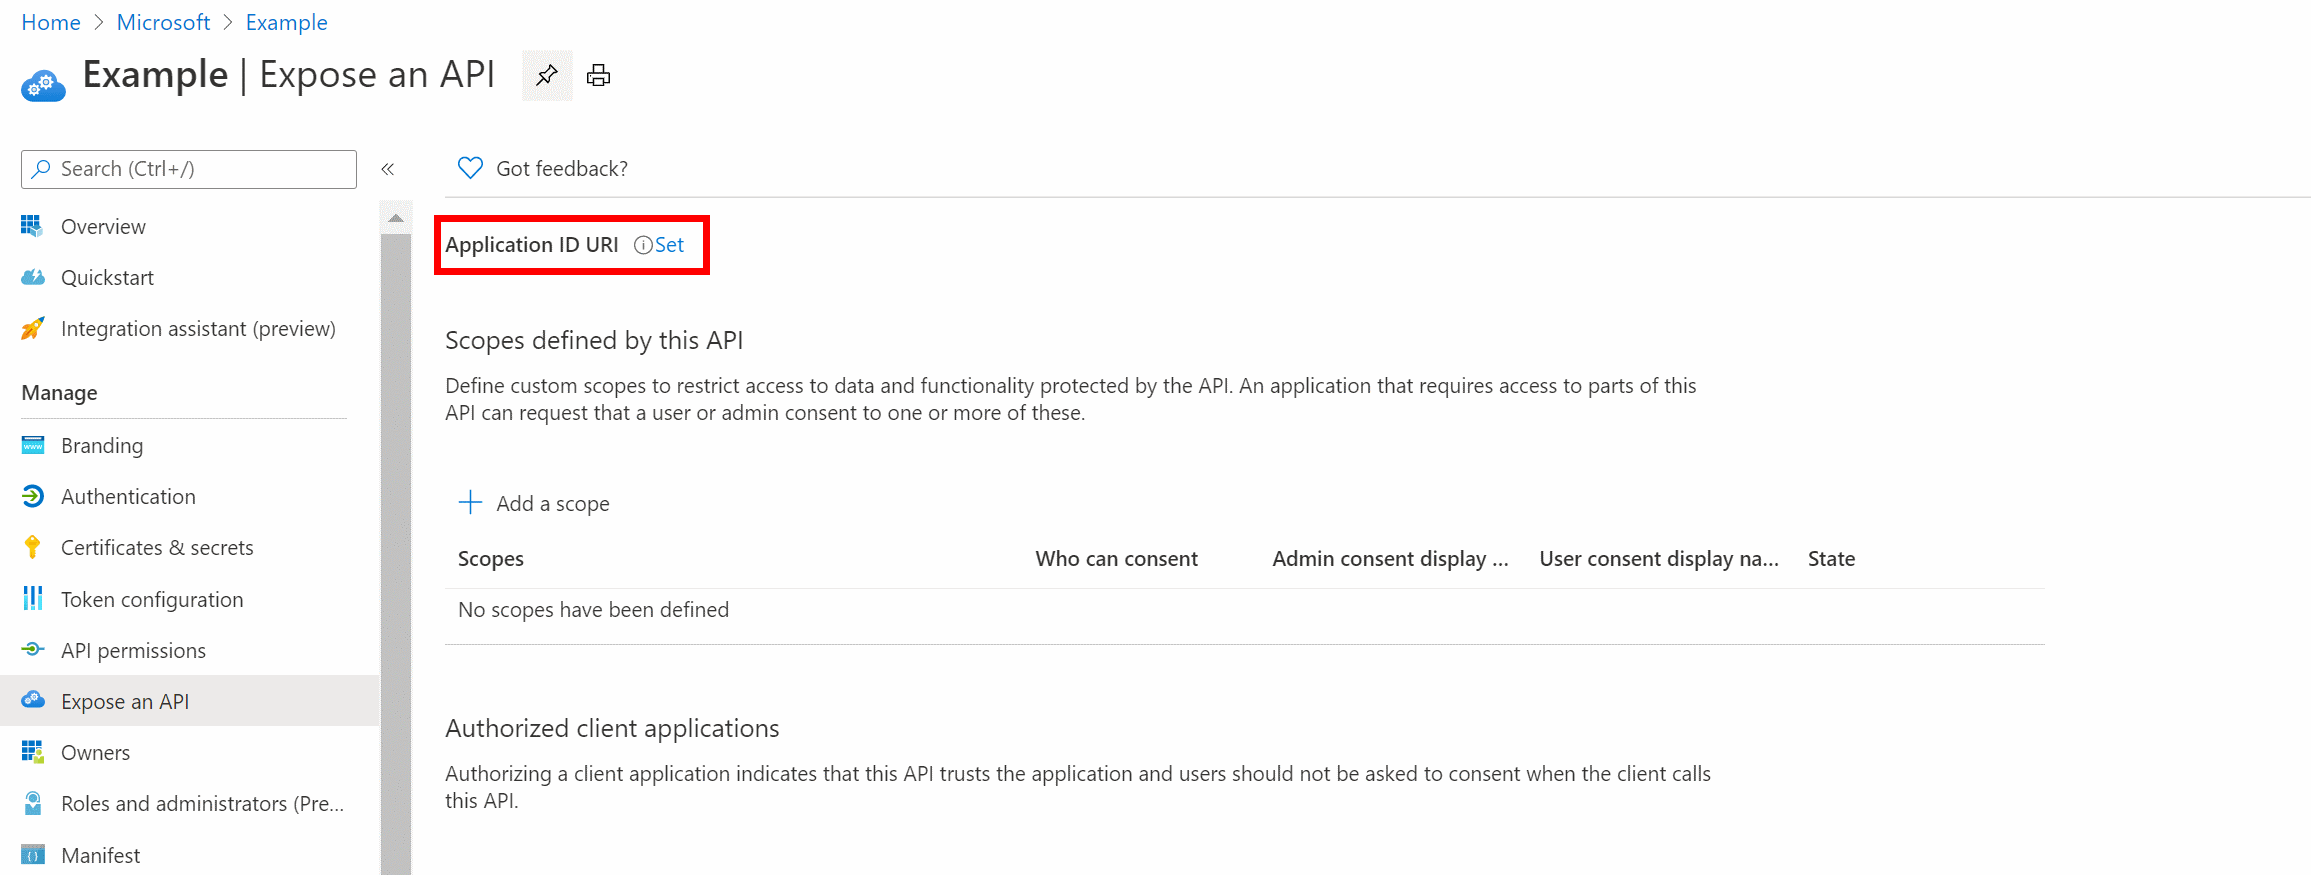 Home > Microsoft > Example
Example | Expose an API
Search (Ctrl+/)
«
Overview
Quickstart
Integration assistant (preview)
Manage
Branding
Authentication
Certificates & secrets
Token configuration
API permissions
Expose an API
Owners
Roles and administrators (Pre...
Manifest
Got feedback?
Application ID URI Set
Scopes defined by this API
Define custom scopes to restrict access to data and functionality protected by the API. An application that requires access to parts of this
API can request that a user or admin consent to one or more of these.
Add a scope
Scopes Who can consent Admin consent display ... User consent display na... State
No scopes have been defined
Authorized client applications
Authorizing a client application indicates that this API trusts the application and users should not be asked to consent when the client calls
this API.